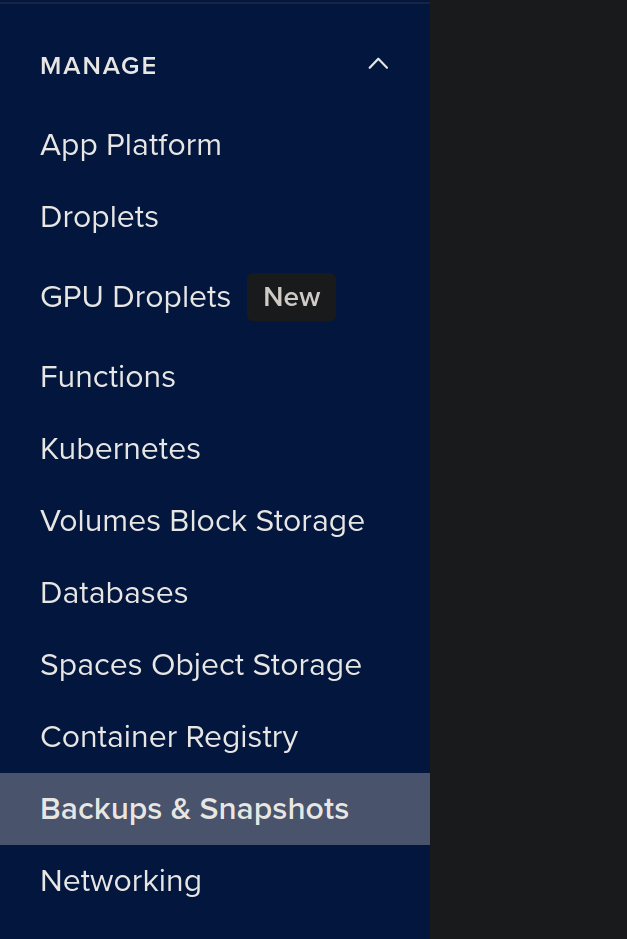 MANAGE
App Platform
Droplets
GPU Droplets New
Functions
Kubernetes
Volumes Block Storage
Databases
Spaces Object Storage
Container Registry
Backups & Snapshots
Networking